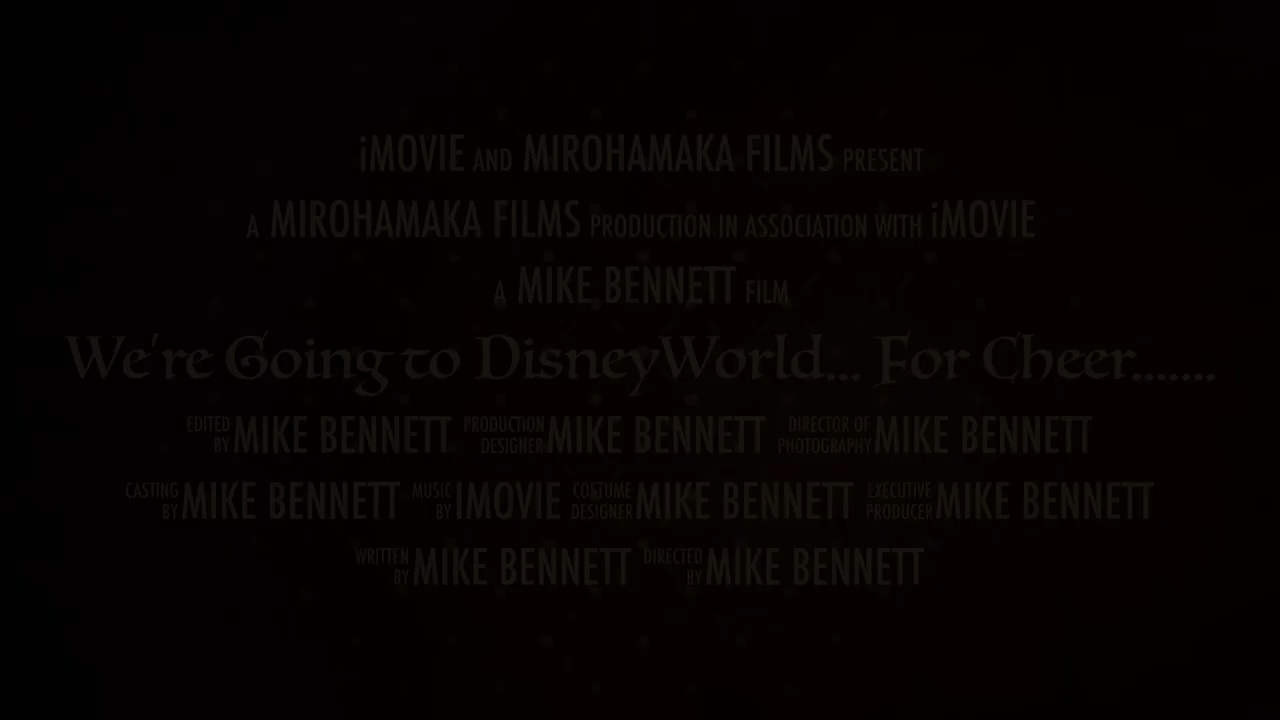 iMOVIE AND MIROHAMAKA FILMS PRESENT
A MIROHAMAKA FILMS PRODUCTION IN ASSOCIATION WITH iMOVIE
A MIKE BENNETT FILM
We're Going to DisneyWorld... For Cheer.......
EDITED BY MIKE BENNETT PRODUCTION DESIGNER MIKE BENNETT DIRECTOR OF PHOTOGRAPHY MIKE BENNETT
CASTING BY MIKE BENNETT MUSIC BY IMOVIE COSTUME DESIGNER MIKE BENNETT EXECUTIVE PRODUCER MIKE BENNETT
WRITTEN BY MIKE BENNETT DIRECTED BY MIKE BENNETT